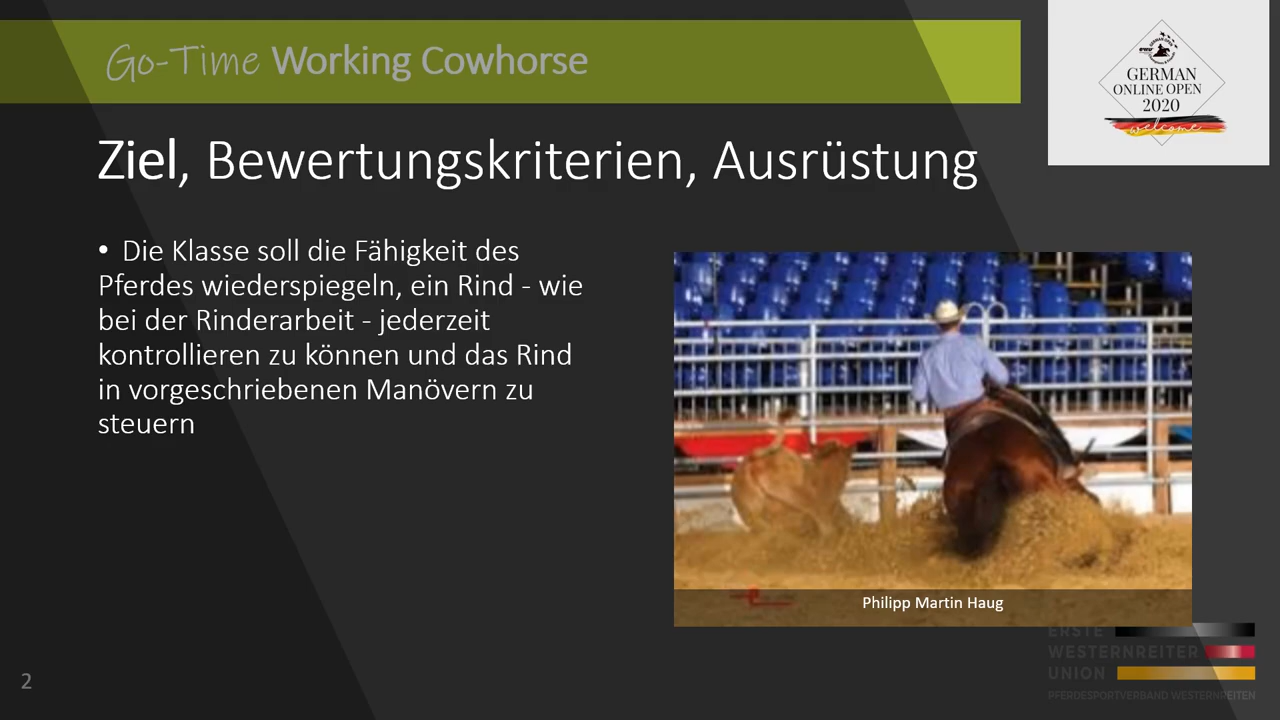 Go-Time Working Cowhorse
GERMAN
ONLINE OPEN
2020
welcome
Ziel, Bewertungskriterien, Ausrüstung
• Die Klasse soll die Fähigkeit des
Pferdes wiederspiegeln, ein Rind - wie
bei der Rinderarbeit - jederzeit
kontrollieren zu können und das Rind
in vorgeschriebenen Manövern zu
steuern
Philipp Martin Haug
ERSTE
WESTERNREITER
UNION
PFERDESPORTVERBAND WESTERNREITEN
2